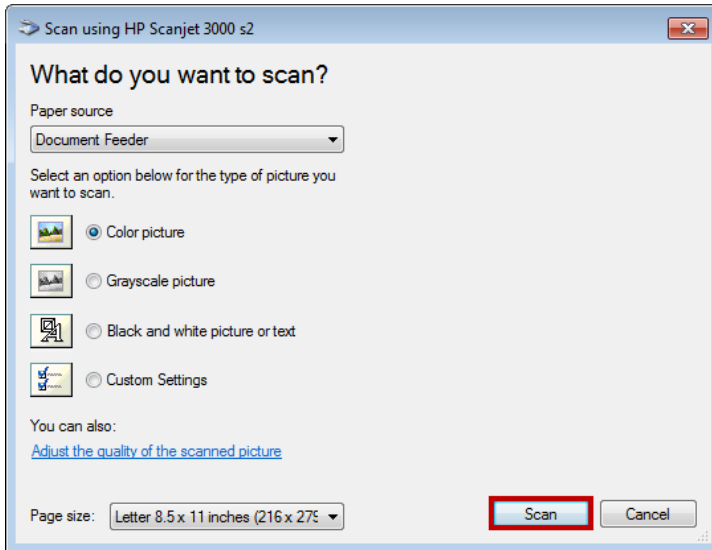 Scan using HP Scanjet 3000 s2
What do you want to scan?
Paper source
Document Feeder
Select an option below for the type of picture you
want to scan.
Color picture
Grayscale picture
Black and white picture or text
Custom Settings
You can also:
Adjust the quality of the scanned picture
Page size: Letter 8.5 x 11 inches (216 x 279 Scan Cancel